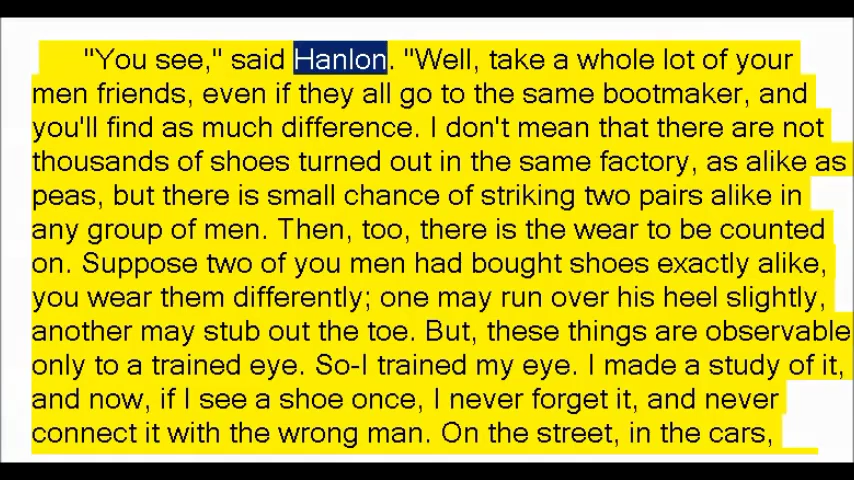 "You see," said Hanlon. "Well, take a whole lot of your
men friends, even if they all go to the same bootmaker, and
you'll find as much difference. I don't mean that there are not
thousands of shoes turned out in the same factory, as alike as
peas, but there is small chance of striking two pairs alike in
any group of men. Then, too, there is the wear to be counted
on. Suppose two of you men had bought shoes exactly alike,
you wear them differently; one may run over his heel slightly,
another may stub out the toe. But, these things are observable
only to a trained eye. So-I trained my eye. I made a study of it,
and now, if I see a shoe once, I never forget it, and never
connect it with the wrong man. On the street, in the cars,